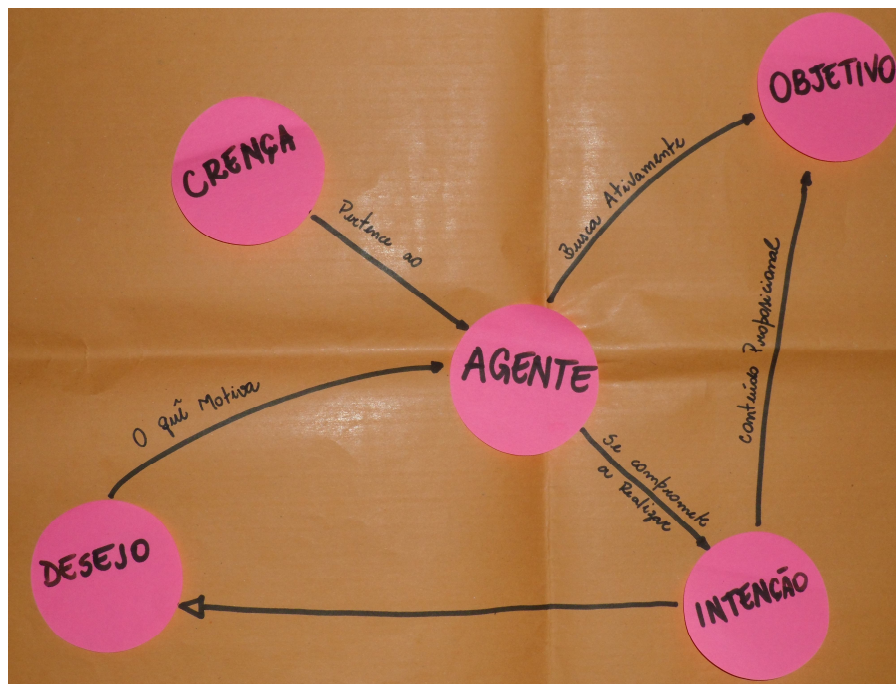 OBJETIVO
CRENÇA
Pertence ao
Busca Ativamente
AGENTE
Conteúdo Proposicional
O quê Motiva
Se compromete
a Realizar
DESEJO
INTENÇÃO